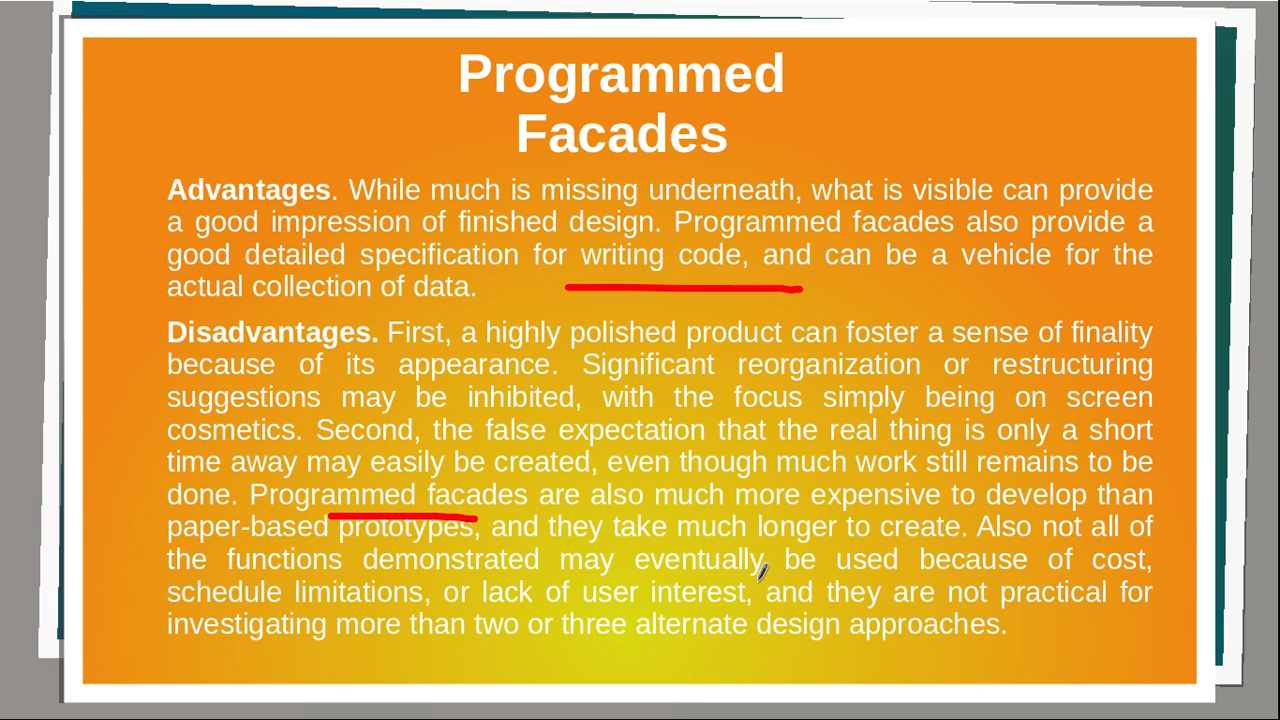 Programmed
Facades
Advantages. While much is missing underneath, what is visible can provide
a good impression of finished design. Programmed facades also provide a
good detailed specification for writing code, and can be a vehicle for the
actual collection of data.
Disadvantages. First, a highly polished product can foster a sense of finality
because of its appearance. Significant reorganization or restructuring
suggestions may be inhibited, with the focus simply being on screen
cosmetics. Second, the false expectation that the real thing is only a short
time away may easily be created, even though much work still remains to be
done. Programmed facades are also much more expensive to develop than
paper-based prototypes, and they take much longer to create. Also not all of
the functions demonstrated may eventually be used because of cost,
schedule limitations, or lack of user interest, and they are not practical for
investigating more than two or three alternate design approaches.